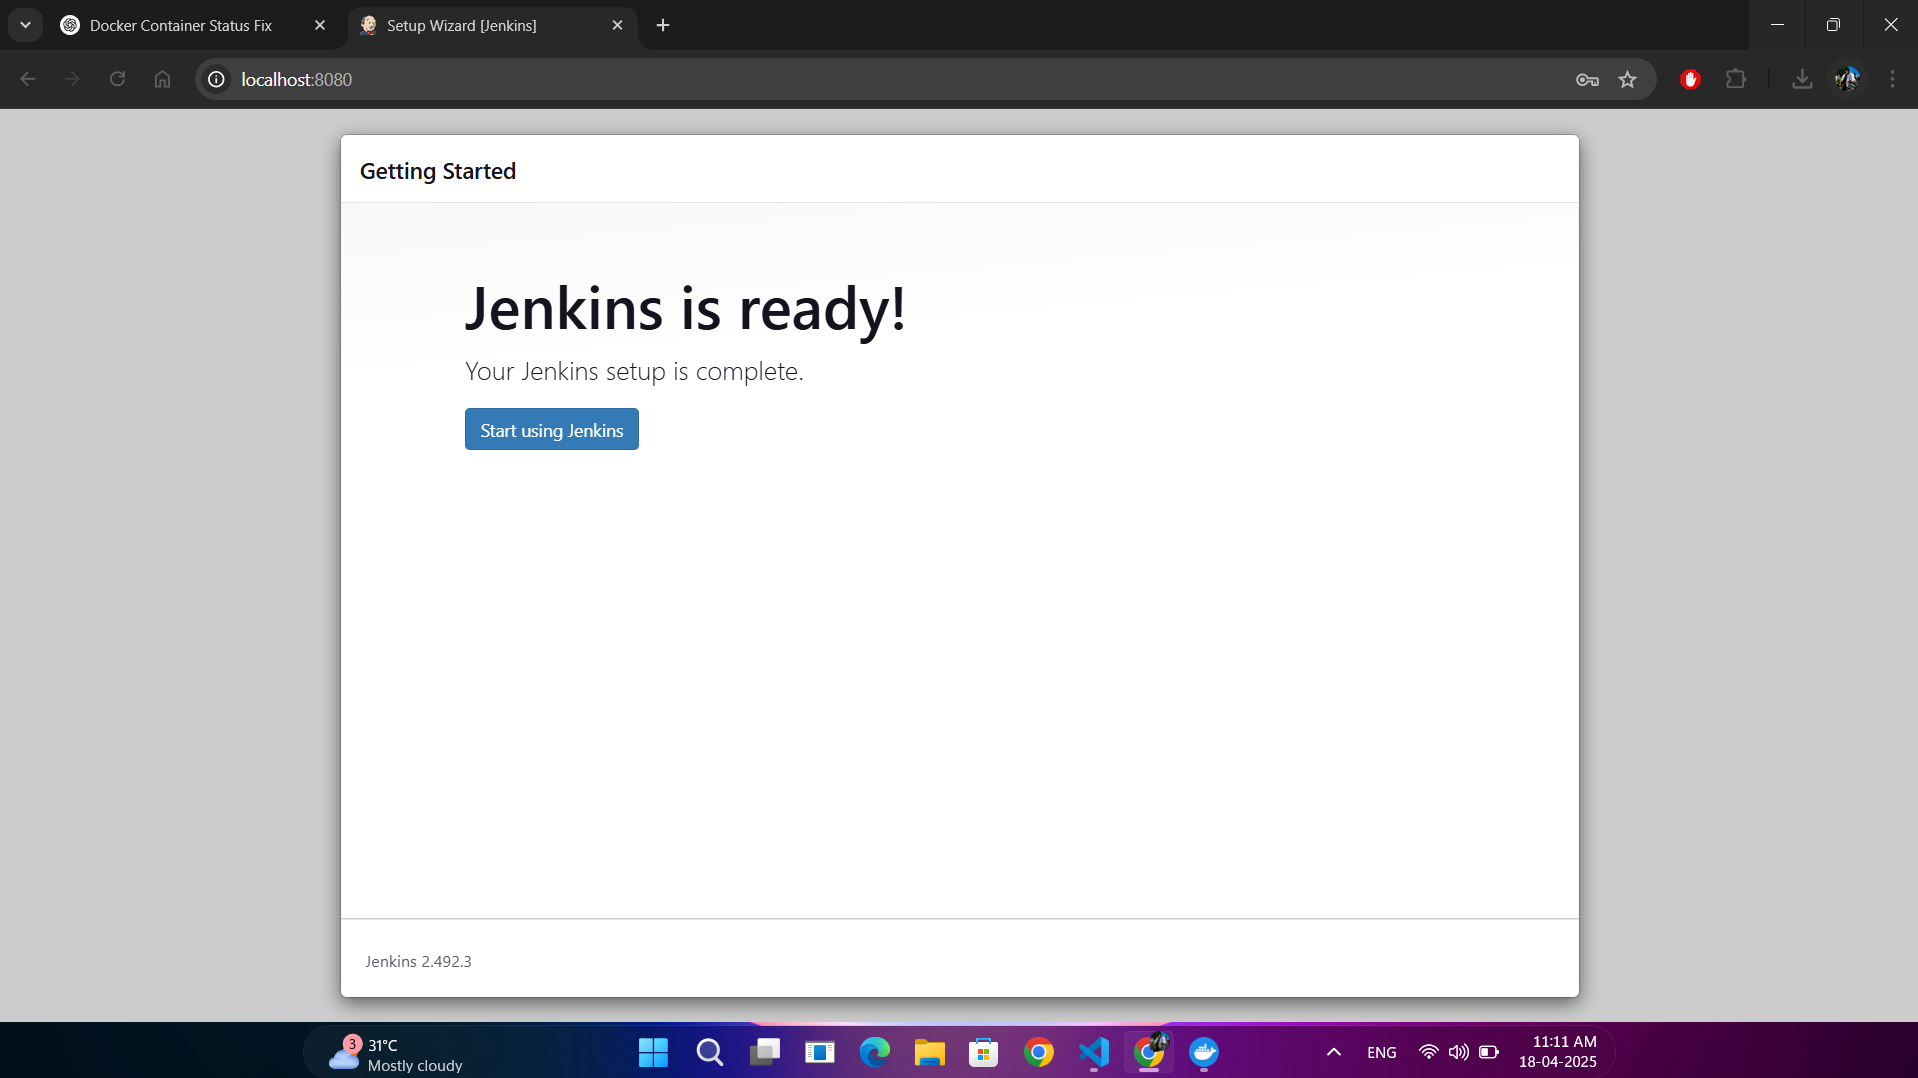 Docker Container Status Fix
Setup Wizard [Jenkins]
localhost:8080
Getting Started
Jenkins is ready!
Your Jenkins setup is complete.
Start using Jenkins
Jenkins 2.492.3
3
31°C
Mostly cloudy
ENG
11:11 AM
18-04-2025